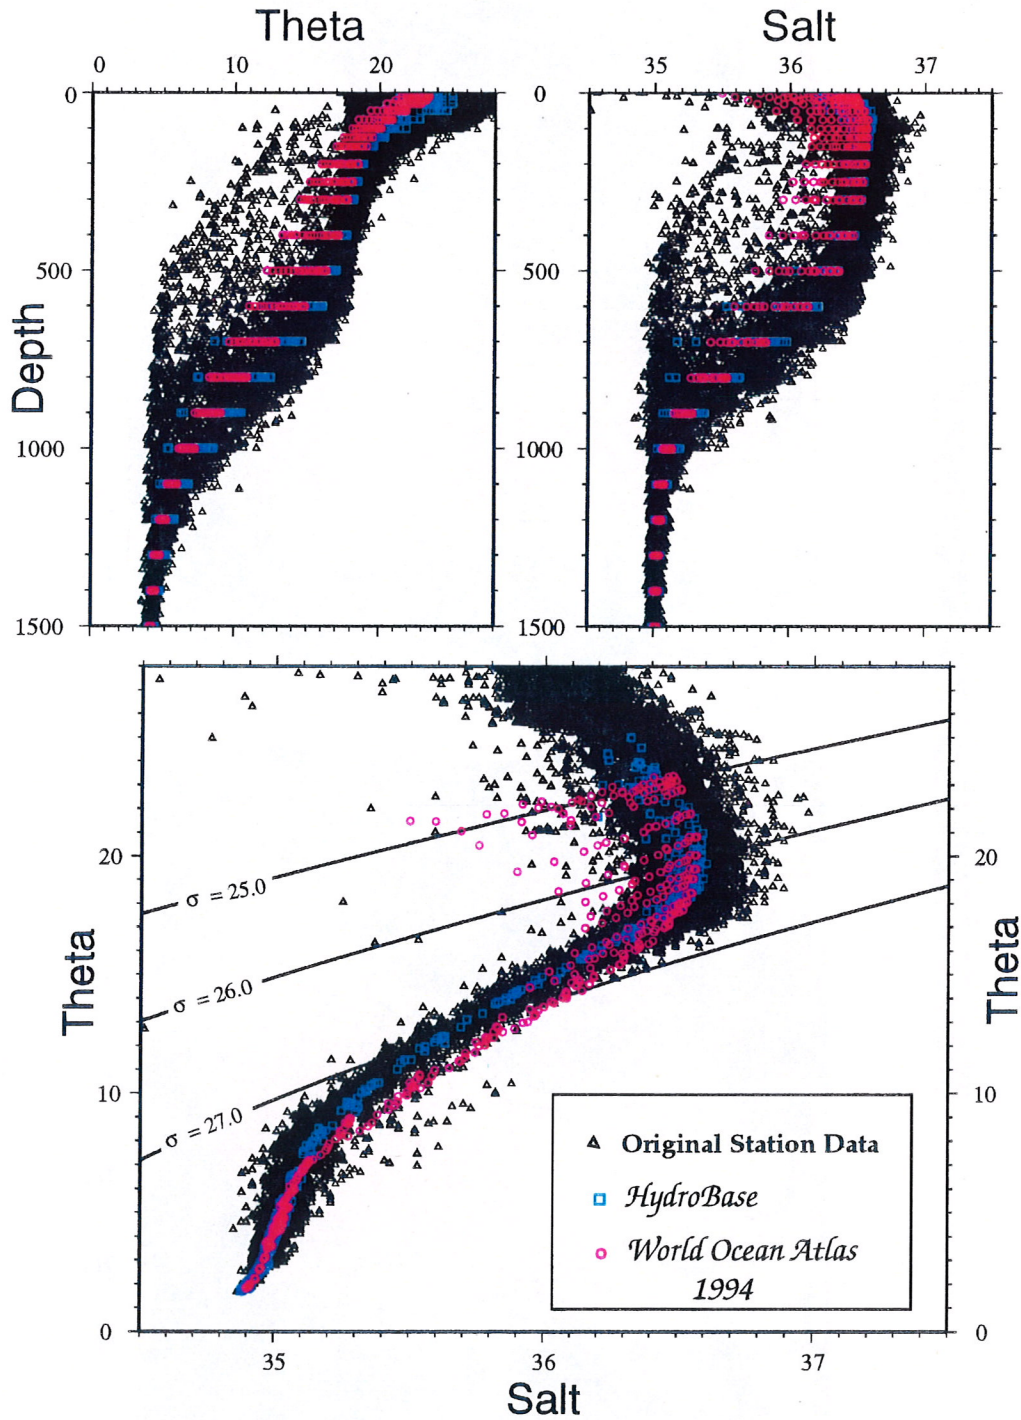 Theta
Salt
0 10 20
35 36 37
0
500
1000
1500
0
500
1000
1500
Depth
σ = 25.0
σ = 26.0
σ = 27.0
20
10
0
20
10
0
Theta
Theta
Original Station Data
HydroBase
World Ocean Atlas
1994
35 36 37
Salt